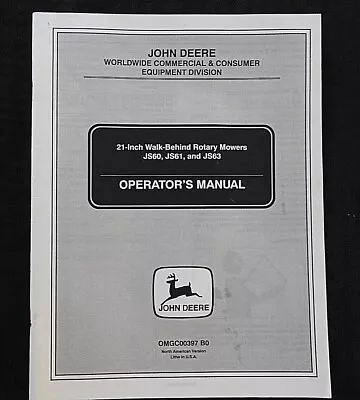 JOHN DEERE
WORLDWIDE COMMERCIAL & CONSUMER
EQUIPMENT DIVISION
21-Inch Walk-Behind Rotary Mowers
JS60, JS61, and JS63
OPERATOR'S MANUAL
JOHN DEERE
OMGC00397 B0
North American Version
Litho in U.S.A.